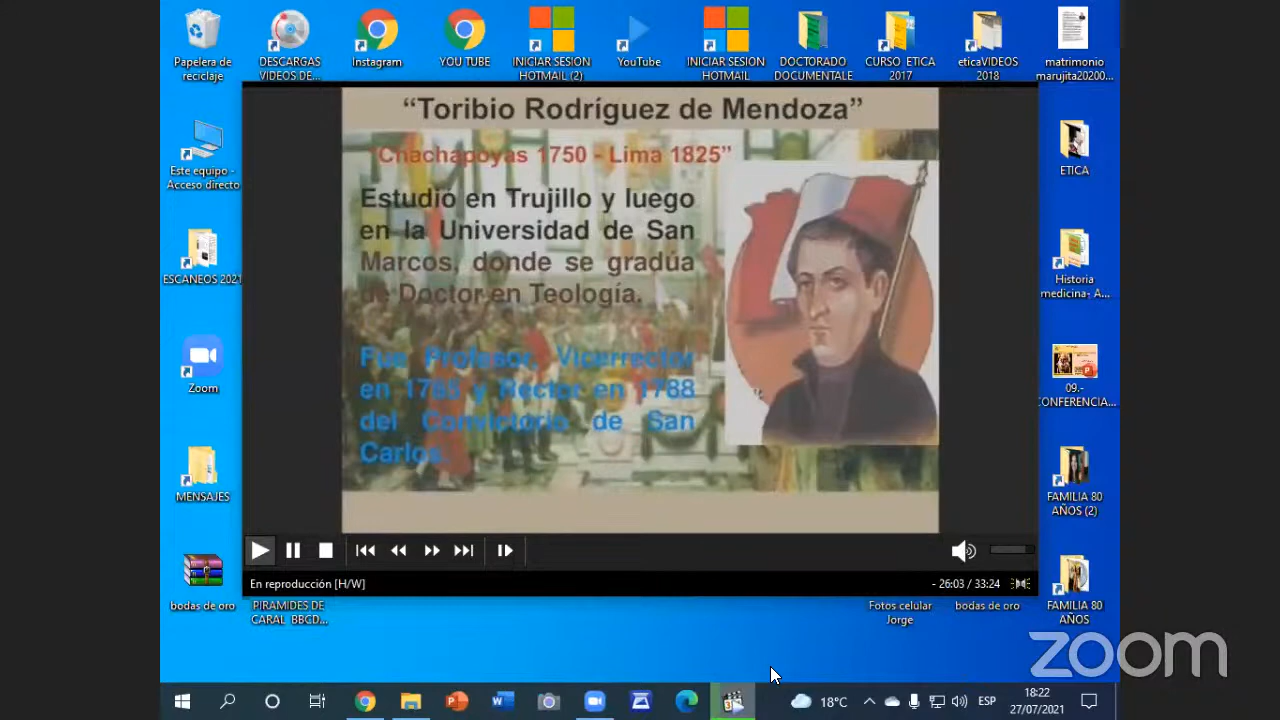 Papelera de
reciclaje
DESCARGAS
VIDEOS DE...
Instagram
YOU TUBE
INICIAR SESION
HOTMAIL (2)
YouTube
INICIAR SESION
HOTMAIL
DOCTORADO
DOCUMENTALE
CURSO ETICA
2017
eticaVIDEOS
2018
matrimonio
marujita20200...
Este equipo -
Acceso directo
ESCANEOS 2021
Zoom
MENSAJES
bodas de oro
“Toribio Rodríguez de Mendoza”
“Chachapoyas 1750 - Lima 1825”
Estudió en Trujillo y luego
en la Universidad de San
Marcos, donde se gradúa
de Doctor en Teología.
Fue Profesor, Vicerrector
en 1785 y Rector en 1788
del Convictorio de San
Carlos.
En reproducción [H/W]
- 26:03 / 33:24
ETICA
Historia
medicina- A...
09.-
CONFERENCIA...
FAMILIA 80
AÑOS (2)
FAMILIA 80
AÑOS
PIRAMIDES DE
CARAL BBCD...
Fotos celular
Jorge
bodas de oro
zoom
18°C
ESP
18:22
27/07/2021